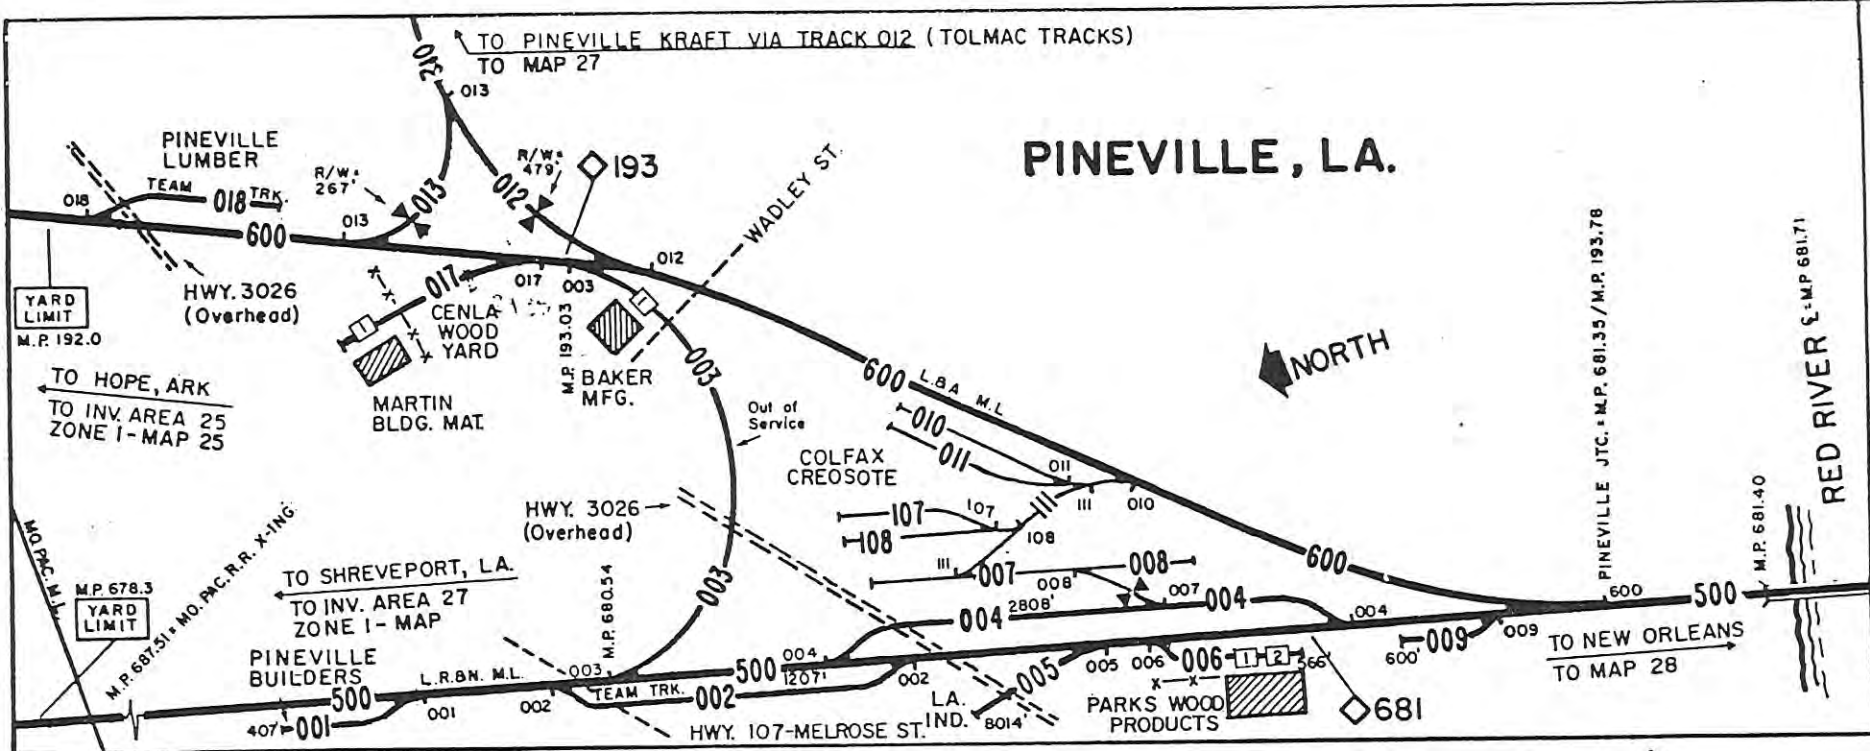 TO PINEVILLE KRAFT VIA TRACK 012 (TOLMAC TRACKS)
TO MAP 27
013
PINEVILLE, LA.
PINEVILLE
LUMBER
R/W=
267'
R/W=
479'
193
WADLEY ST.
TEAM
018
TRK.
018
013
012
013
600
012
017
003
017
HWY. 3026
(Overhead)
YARD
LIMIT
M.P. 192.0
1
CENLA
WOOD
YARD
M.P. 193.03
1
BAKER
MFG.
003
MARTIN
BLDG. MAT.
TO HOPE, ARK
TO INV. AREA 25
ZONE 1-MAP 25
NORTH
600
L.&A M.L
PINEVILLE JTC. = M.P. 681.35/M.P. 193.78
RED RIVER ℄ = M.P. 681.71
M.P. 681.40
Out of
Service
010
011
COLFAX
CREOSOTE
011
111
111
010
HWY. 3026
(Overhead)
107
107
108
108
111
007
008
008
007
600
003
MO. PAC. M.L.
M.P. 687.51 = MO. PAC. R.R. X-ING.
M.P. 678.3
YARD
LIMIT
TO SHREVEPORT, LA.
TO INV. AREA 27
ZONE 1-MAP
M.P. 680.54
004
2808'
004
004
600
500
009
600'
009
TO NEW ORLEANS
TO MAP 28
PINEVILLE
BUILDERS
500
L.R.&N. M.L.
003
500
004
1207'
002
005
005
006
006
1
2
566'
407'
001
001
002
TEAM TRK.
002
LA.
IND.
8014'
PARKS WOOD
PRODUCTS
681
HWY. 107-MELROSE ST.